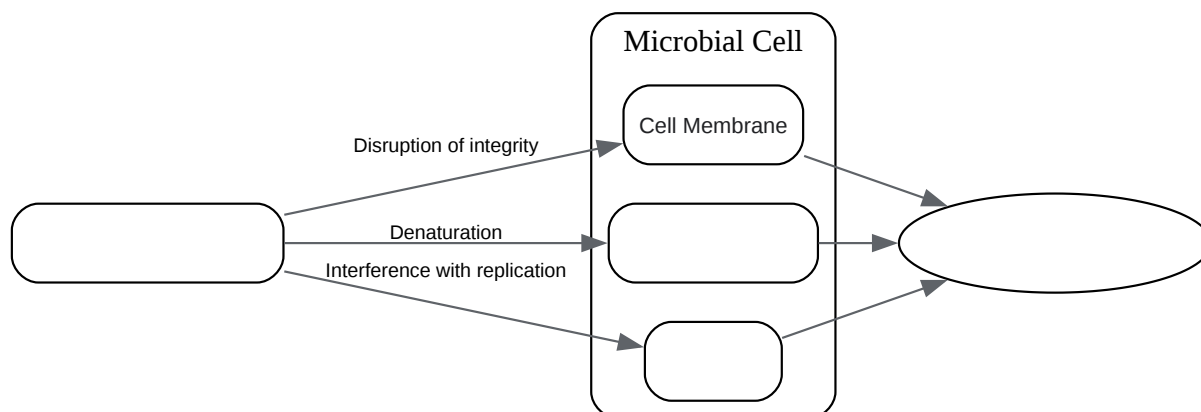 Microbial Cell
Cell Membrane
Disruption of integrity
Denaturation
Interference with replication